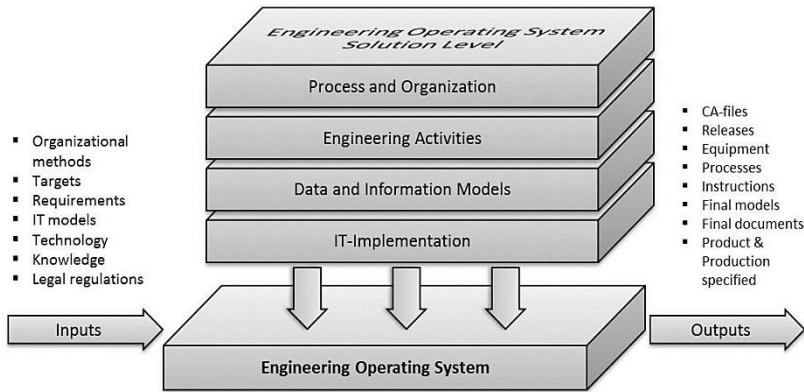 Engineering Operating System
Solution Level
Process and Organization
Engineering Activities
Data and Information Models
IT-Implementation
▪ Organizational
methods
▪ Targets
▪ Requirements
▪ IT models
▪ Technology
▪ Knowledge
▪ Legal regulations
Inputs
▪ CA-files
▪ Releases
▪ Equipment
▪ Processes
▪ Instructions
▪ Final models
▪ Final documents
▪ Product &
Production
specified
Outputs
Engineering Operating System